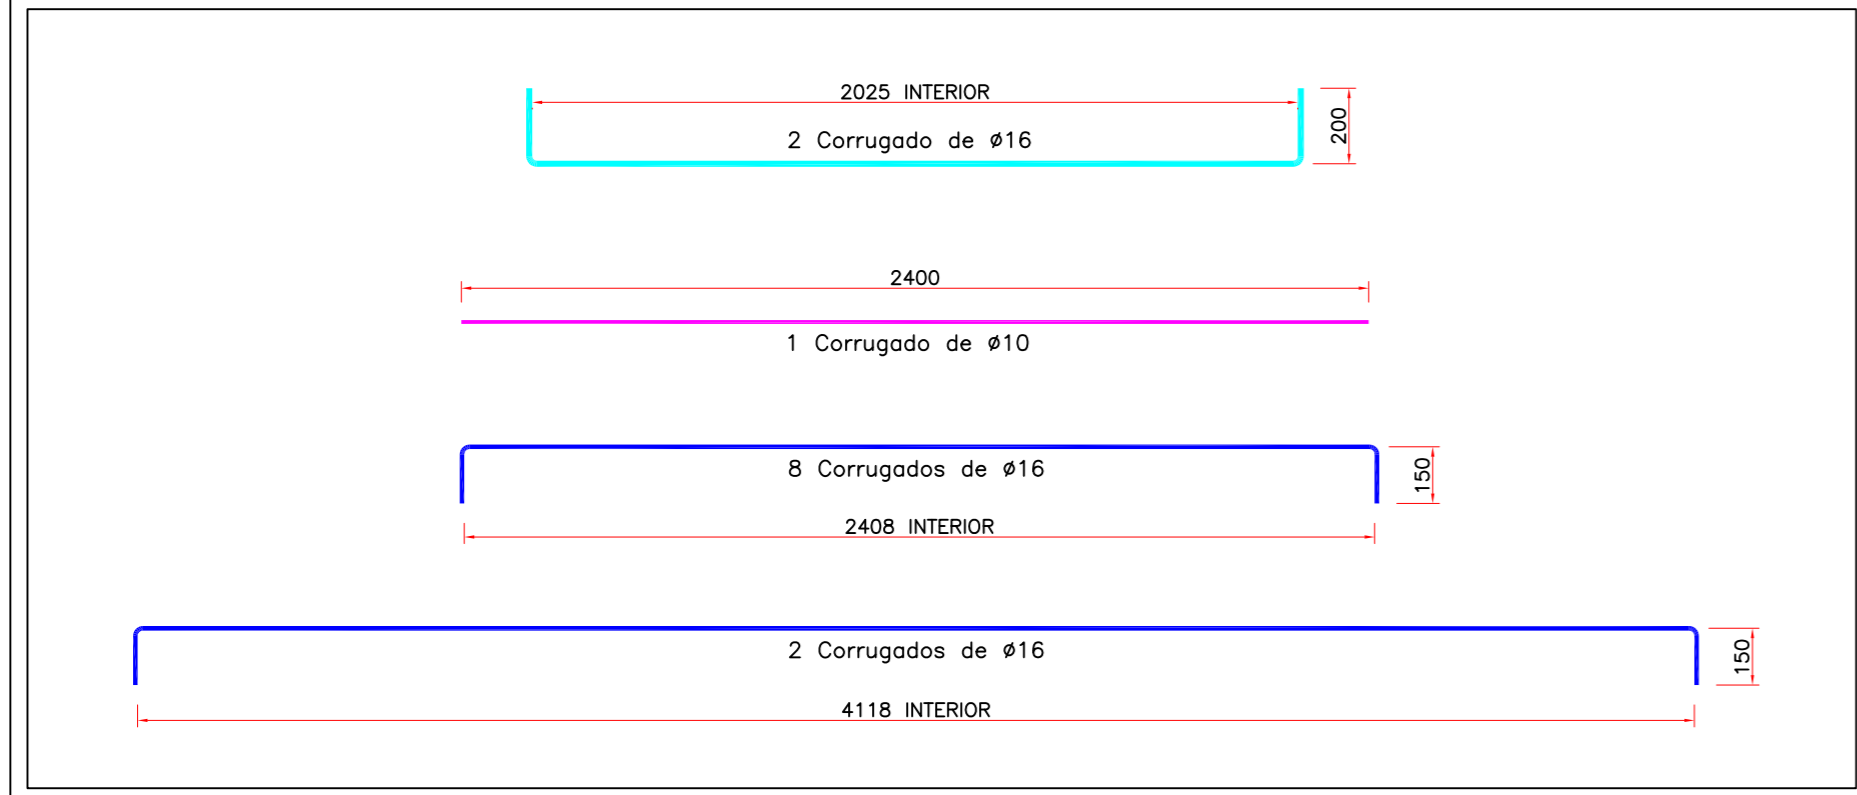 2025 INTERIOR
200
2 Corrugado de ø16
2400
1 Corrugado de ø10
8 Corrugados de ø16
150
2408 INTERIOR
2 Corrugados de ø16
150
4118 INTERIOR